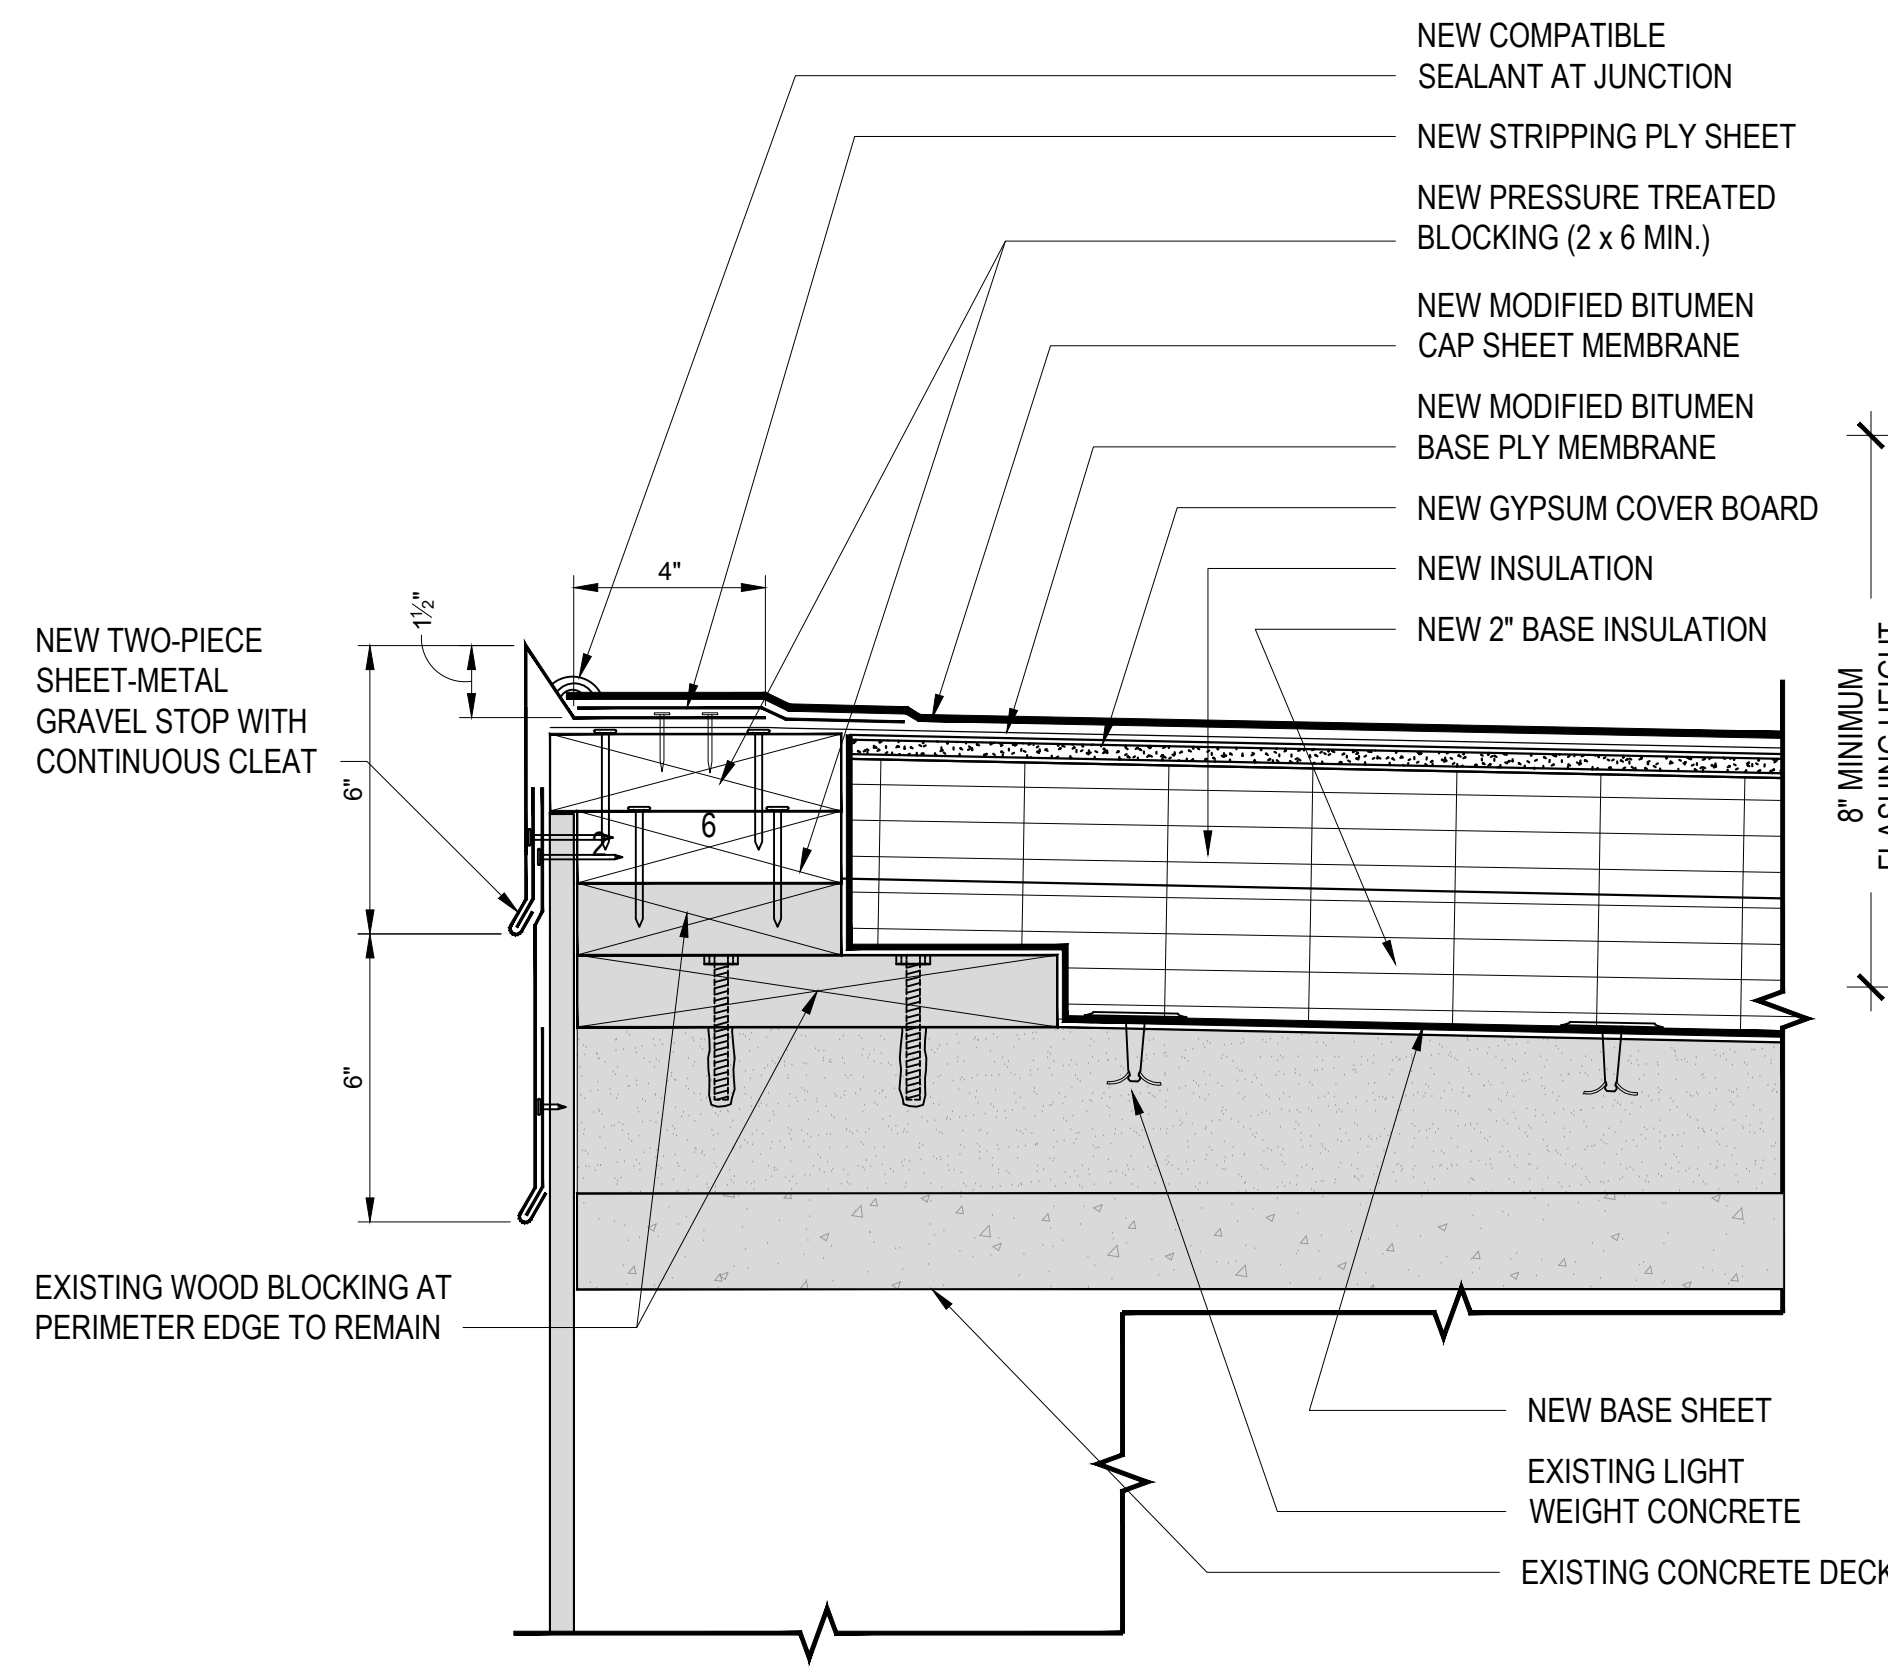 NEW COMPATIBLE
SEALANT AT JUNCTION
NEW STRIPPING PLY SHEET
NEW PRESSURE TREATED
BLOCKING (2 x 6 MIN.)
NEW MODIFIED BITUMEN
CAP SHEET MEMBRANE
NEW MODIFIED BITUMEN
BASE PLY MEMBRANE
NEW GYPSUM COVER BOARD
NEW INSULATION
NEW 2" BASE INSULATION
4"
1½"
NEW TWO-PIECE
SHEET-METAL
GRAVEL STOP WITH
CONTINUOUS CLEAT
6"
6
2
6"
8" MINIMUM
FLASHING HEIGHT
EXISTING WOOD BLOCKING AT
PERIMETER EDGE TO REMAIN
NEW BASE SHEET
EXISTING LIGHT
WEIGHT CONCRETE
EXISTING CONCRETE DECK